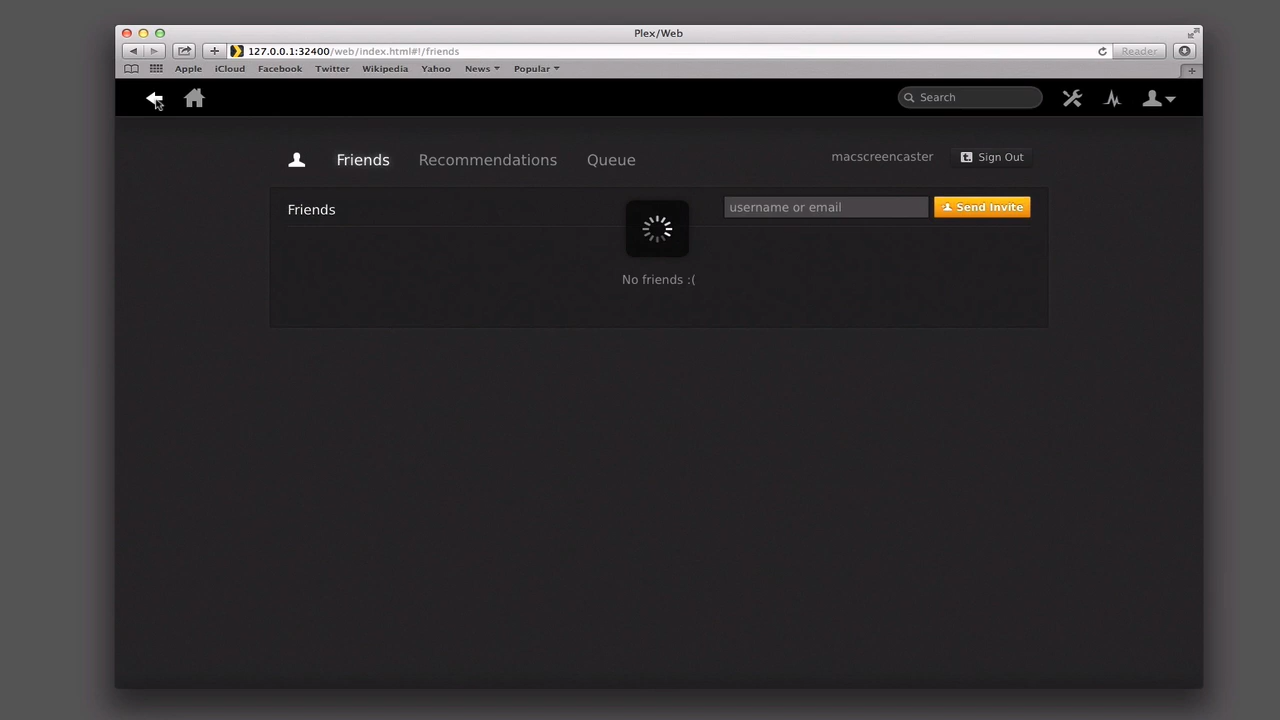 Plex/Web
127.0.0.1:32400/web/index.html#!/friends
Reader
Apple iCloud Facebook Twitter Wikipedia Yahoo News Popular
Search
Friends Recommendations Queue
macscreencaster Sign Out
Friends
username or email
Send Invite
No friends :(